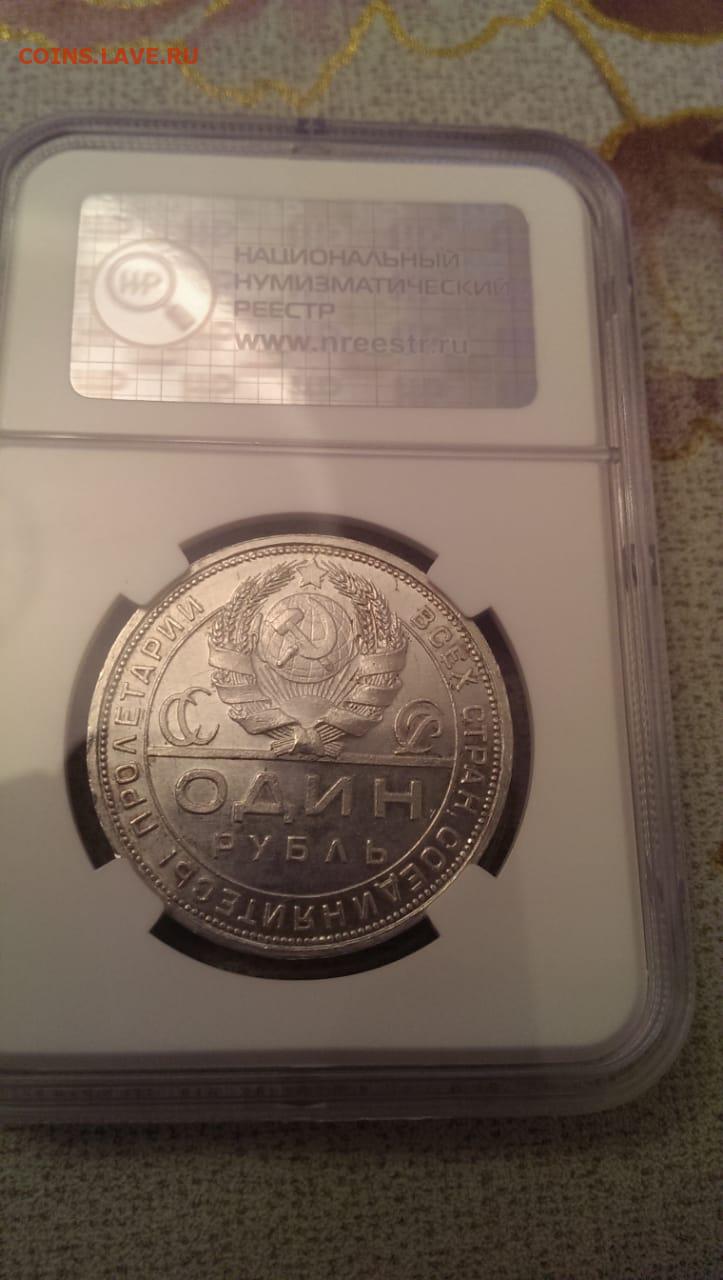 COINS.LAVE.RU
НР
НАЦИОНАЛЬНЫЙ
НУМИЗМАТИЧЕСКИЙ
РЕЕСТР
www.nreestr.ru
ПРОЛЕТАРИИ ВСЕХ СТРАН, СОЕДИНЯЙТЕСЬ!
СССР
ОДИН
РУБЛЬ